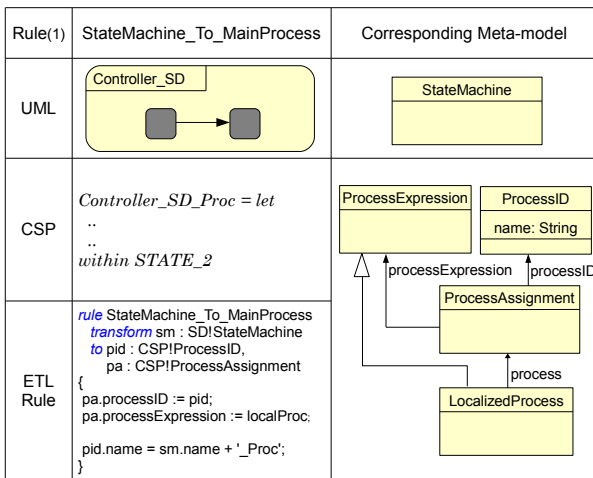 Rule(1)
StateMachine_To_MainProcess
Corresponding Meta-model
UML
Controller_SD
StateMachine
CSP
Controller_SD_Proc = let
..
..
within STATE_2
ProcessExpression
ProcessID
name: String
processExpression
processID
ProcessAssignment
process
LocalizedProcess
ETL
Rule
rule StateMachine_To_MainProcess
transform sm : SD!StateMachine
to pid : CSP!ProcessID,
pa : CSP!ProcessAssignment
{
pa.processID := pid;
pa.processExpression := localProc;
pid.name = sm.name + '_Proc';
}